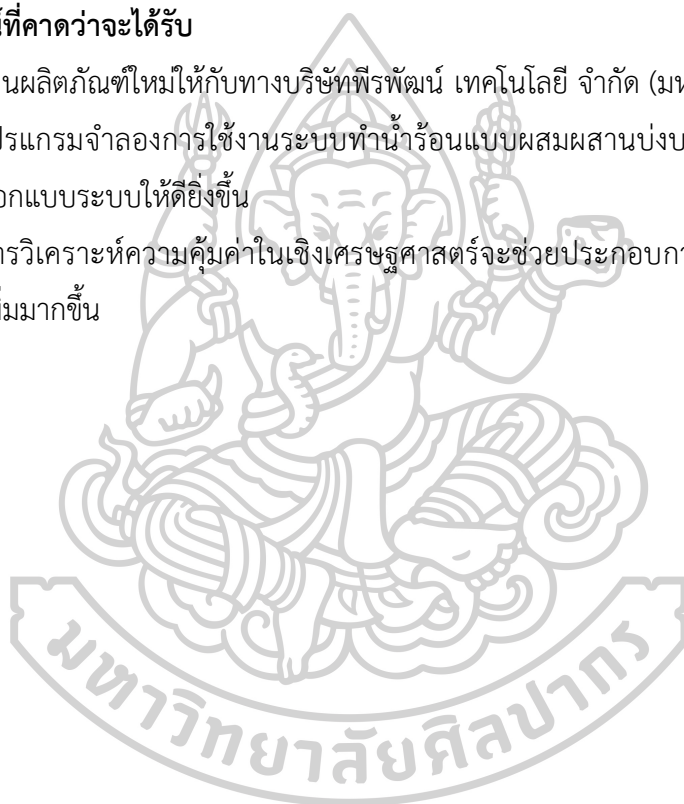 ์ที่คาดว่าจะได้รับ
นผลิตภัณฑ์ใหม่ให้กับทางบริษัทพีรพัฒน์ เทคโนโลยี จำกัด (มห
ปรแกรมจำลองการใช้งานระบบทำน้ำร้อนแบบผสมผสานบ่งบ
อกแบบระบบให้ดียิ่งขึ้น
ารวิเคราะห์ความคุ้มค่าในเชิงเศรษฐศาสตร์จะช่วยประกอบกา
มมากขึ้น
มหาวิทยาลัยศิลปากร